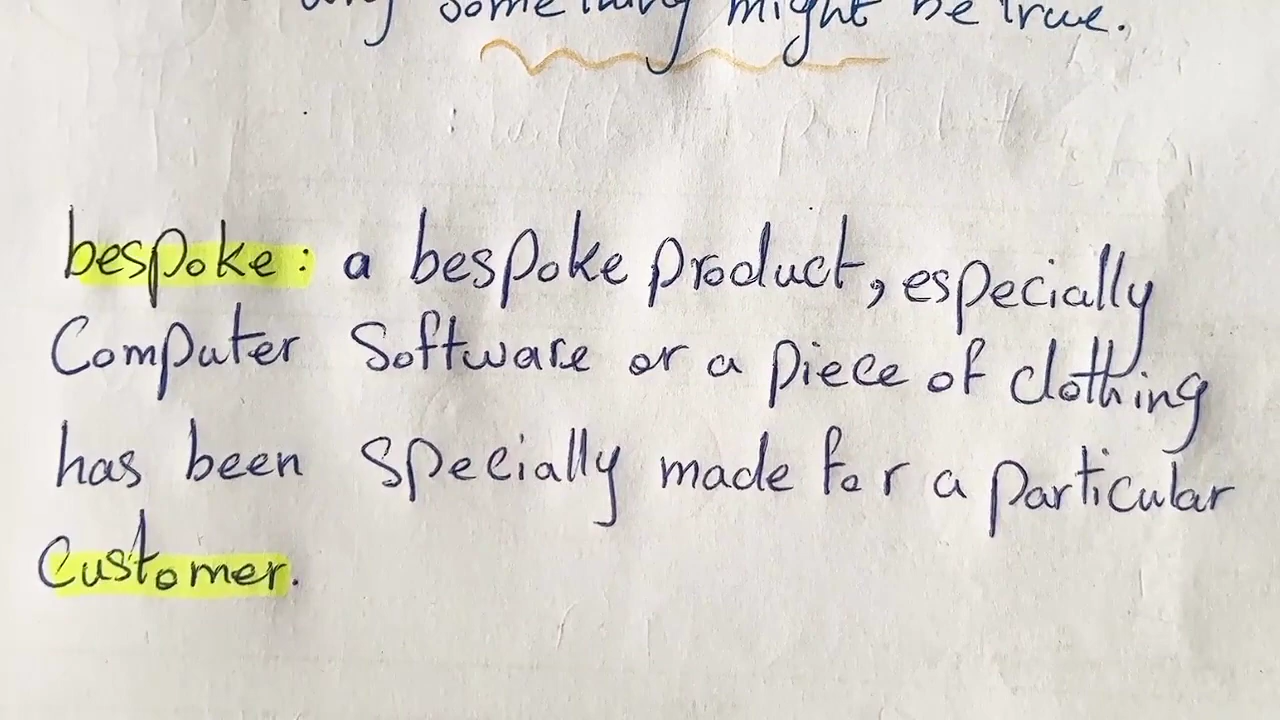 something might be true.
bespoke: a bespoke product, especially
Computer Software or a piece of clothing
has been specially made for a particular
Customer.